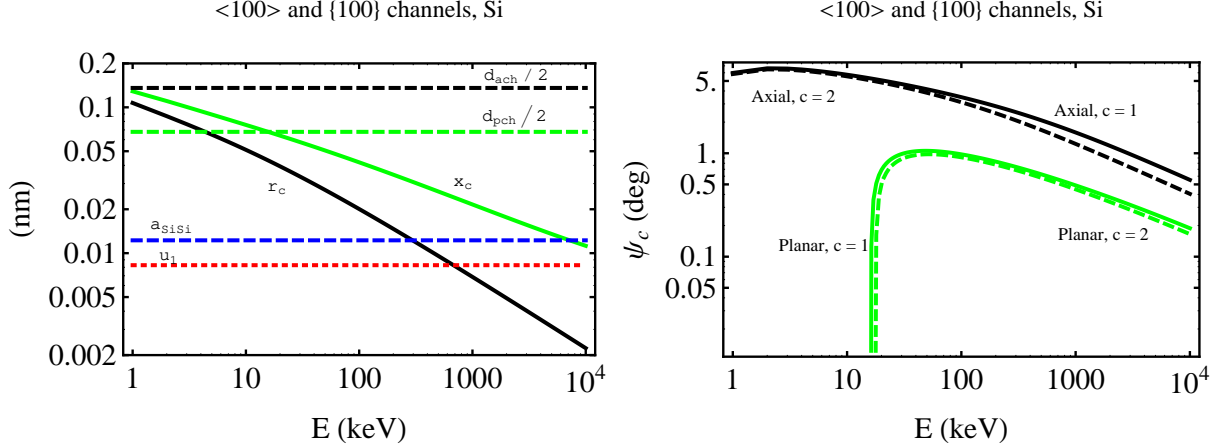 <100> and {100} channels, Si
0.2
0.1
0.05
0.02
0.01
0.005
0.002
(nm)
d_ach / 2
d_pch / 2
r_c
x_c
a_SiSi
u_1
1
10
100
1000
10^4
E (keV)
<100> and {100} channels, Si
5.
1.
0.5
0.1
0.05
ψ_c (deg)
Axial, c = 2
Axial, c = 1
Planar, c = 1
Planar, c = 2
1
10
100
1000
10^4
E (keV)